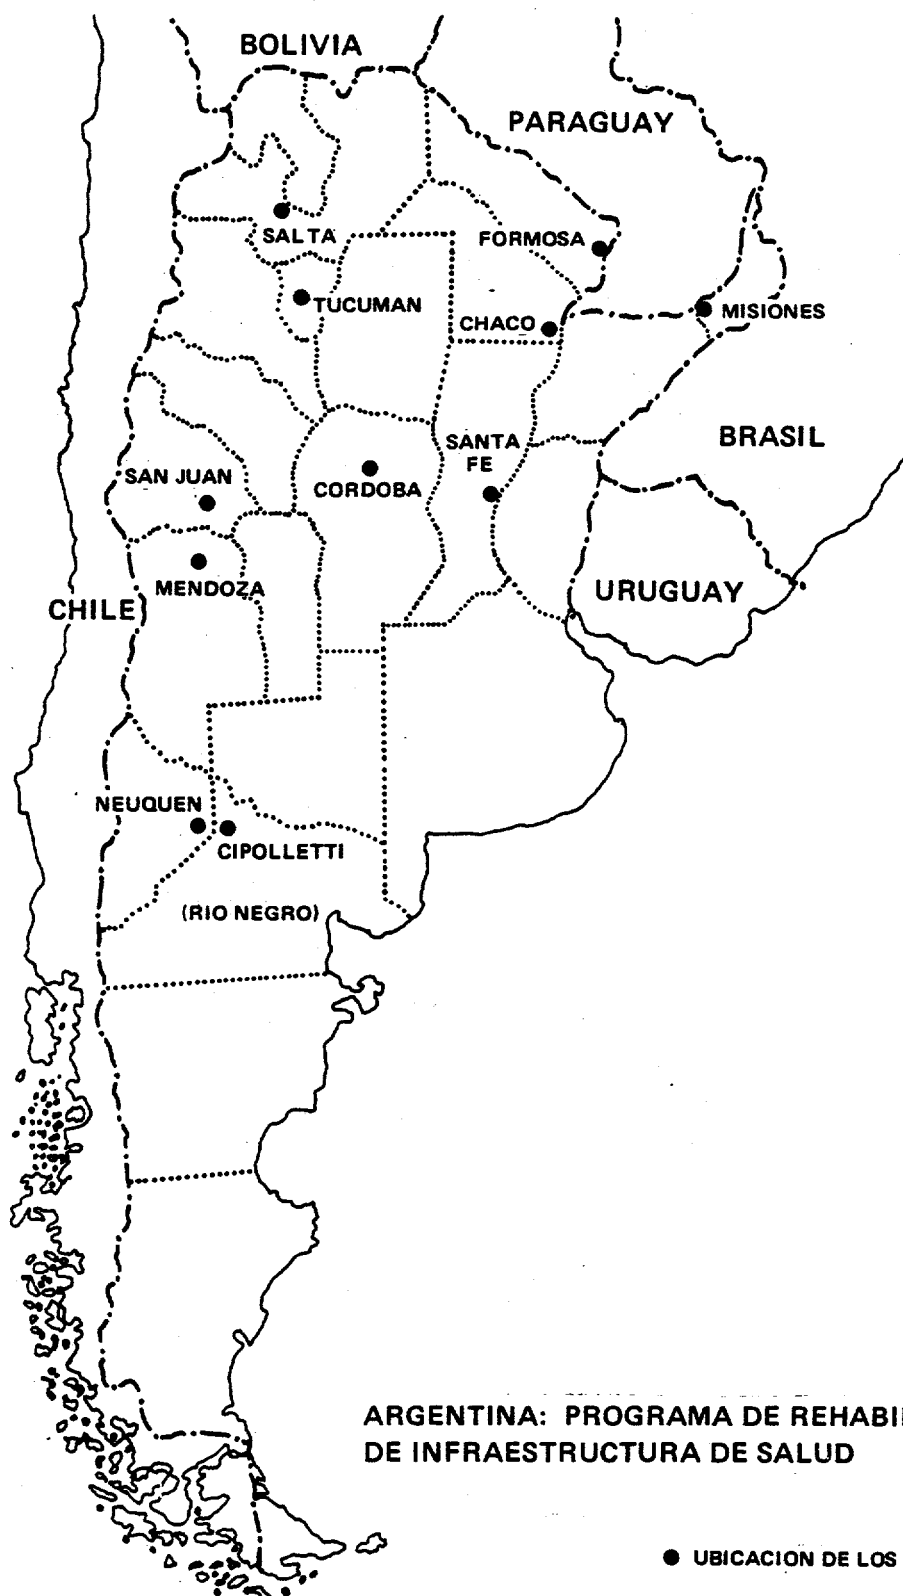 BOLIVIA
PARAGUAY
SALTA
FORMOSA
TUCUMAN
CHACO
MISIONES
BRASIL
SANTA
FE
SAN JUAN
CORDOBA
MENDOZA
CHILE
URUGUAY
NEUQUEN
CIPOLLETTI
(RIO NEGRO)
ARGENTINA: PROGRAMA DE REHABI
DE INFRAESTRUCTURA DE SALUD
UBICACION DE LOS